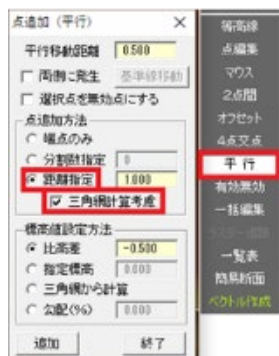 点追加（平行）
平行移動距離 0.500
両側に発生 基準線移動
選択点を無効点にする
点追加方法
端点のみ
分割数指定 0
距離指定 1.000
三角網計算考慮
標高値設定方法
比高差 -0.500
指定標高 0.000
三角網から計算
勾配(%) 0.000
追加 終了
等高線
点編集
マウス
2点間
オフセット
4点交点
平行
有効無効
一括編集
一覧表
簡易断面
ベクトル作成